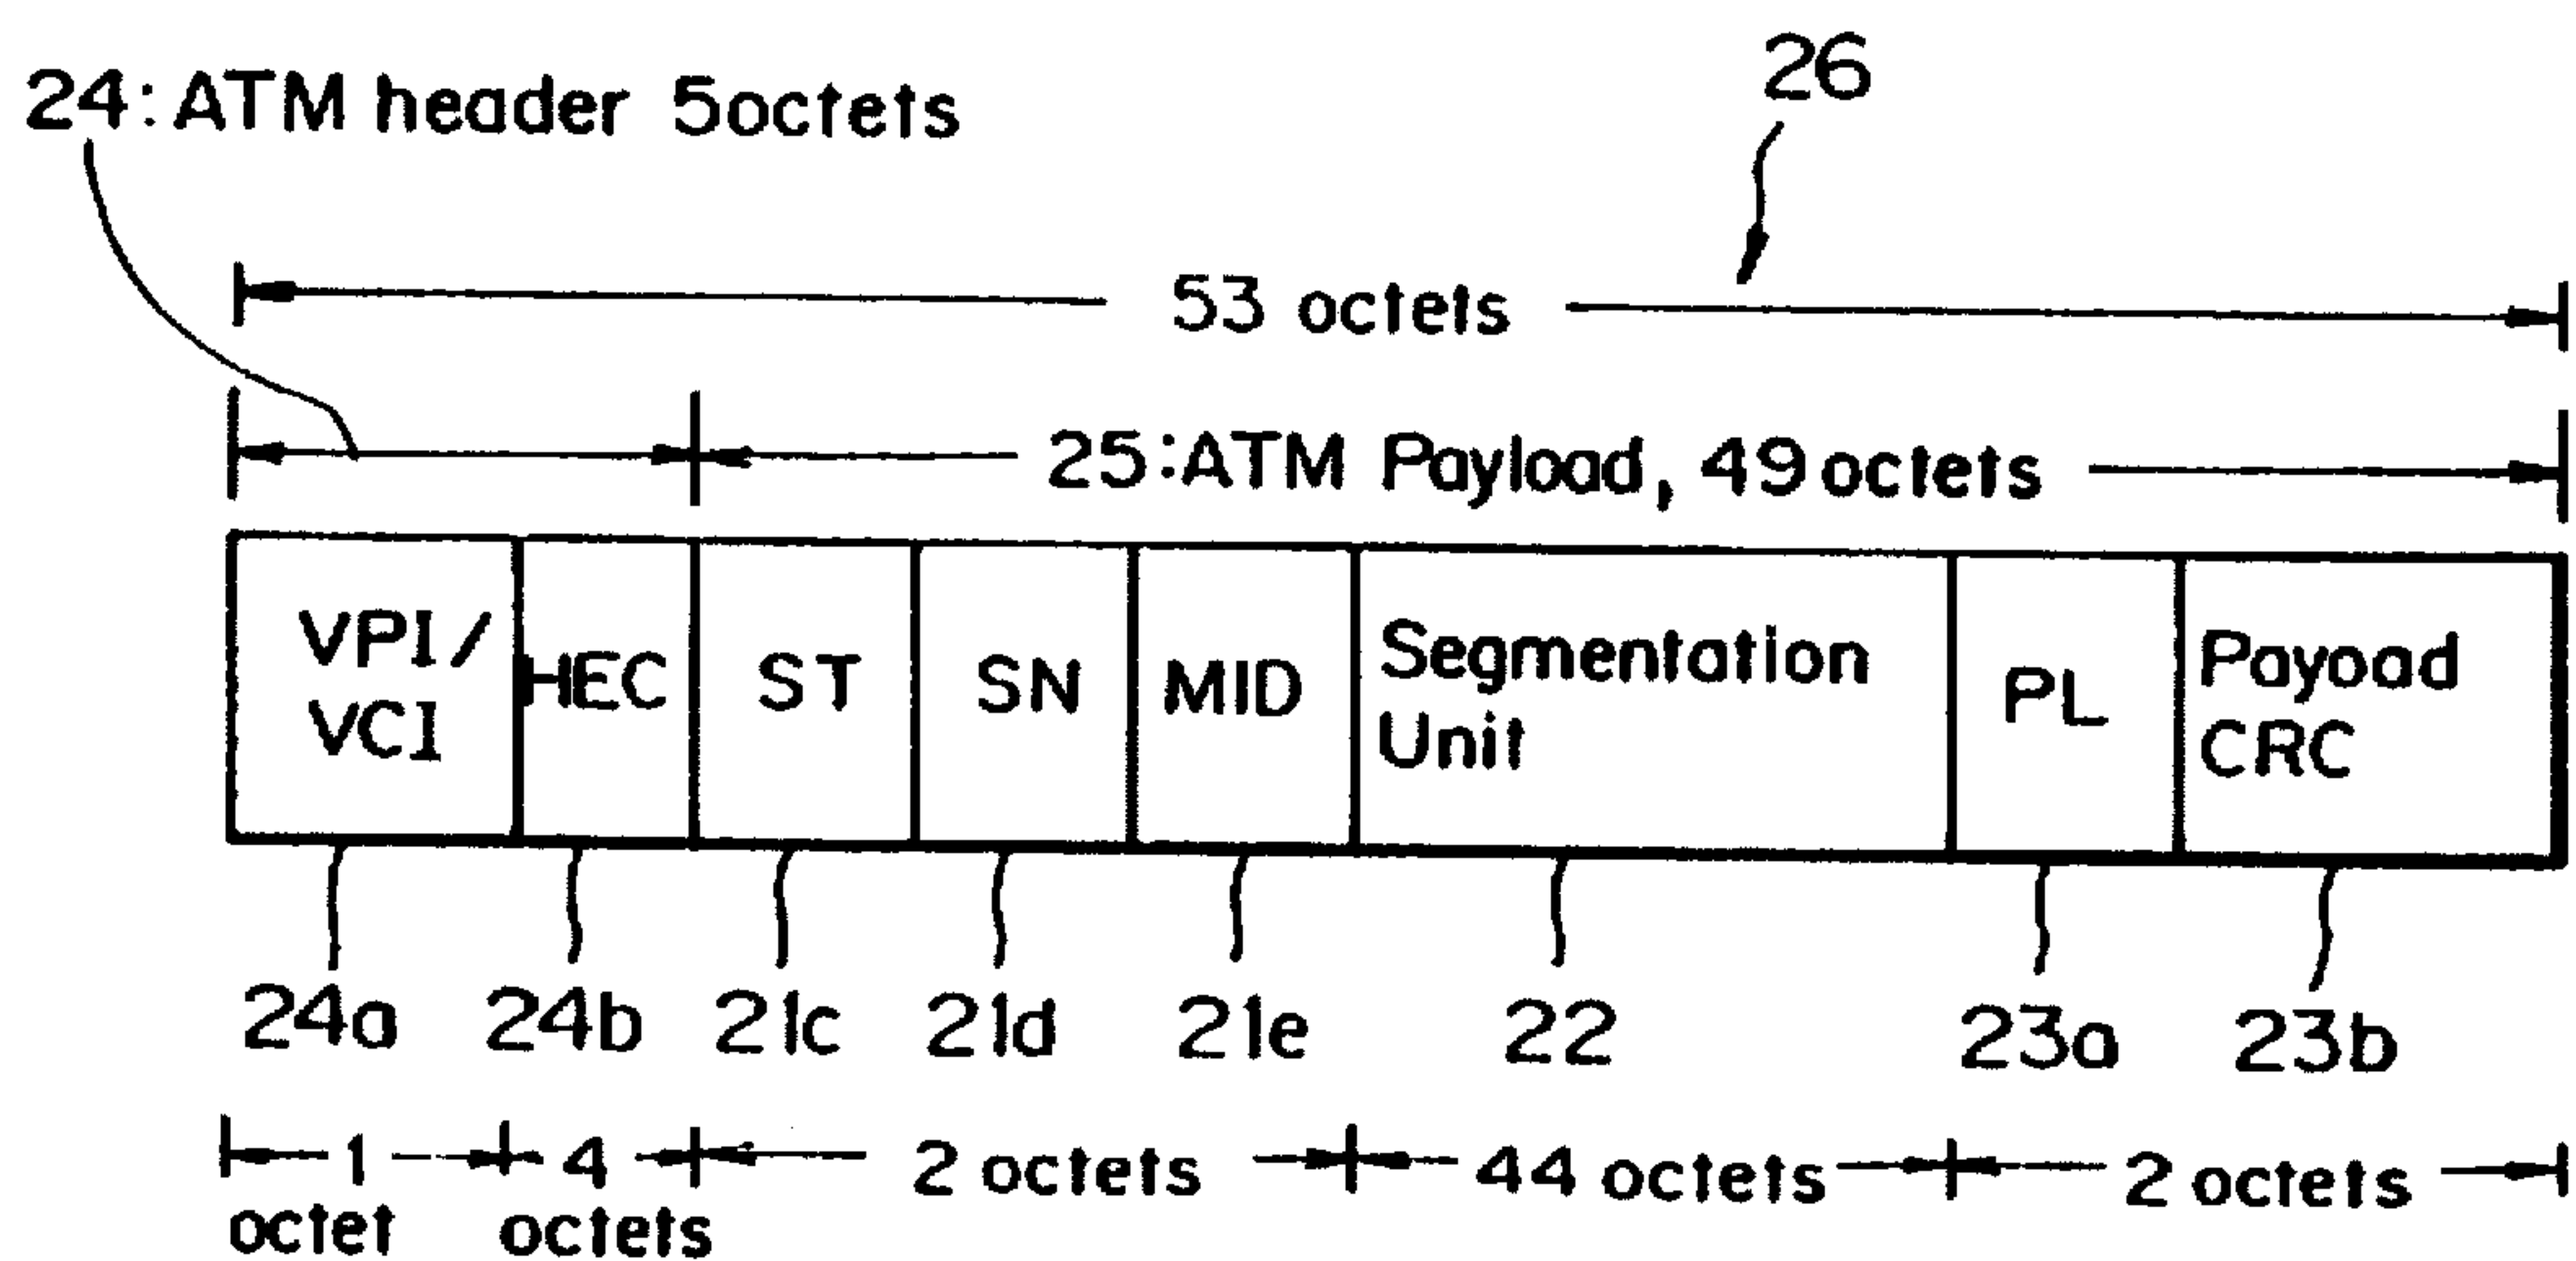 26
24: ATM header 5octets
53 octets
25: ATM Payload, 49 octets
VPI/
VCI
HEC
ST
SN
MID
Segmentation
Unit
PL
Payoad
CRC
24a 24b 21c 21d 21e 22 23a 23b
1
octet
4
octets
2 octets
44 octets
2 octets